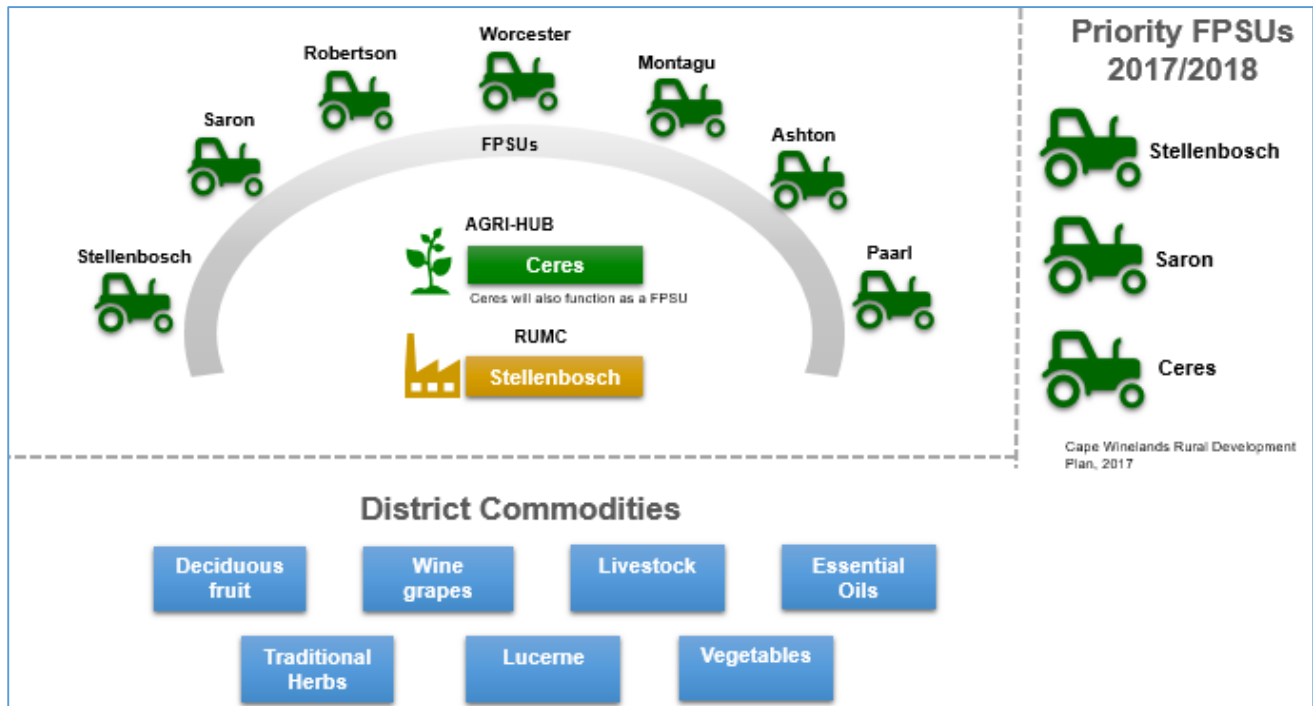 Worcester
Robertson
Montagu
Saron
Ashton
FPSUs
Stellenbosch
Paarl
AGRI-HUB
Ceres
Ceres will also function as a FPSU
RUMC
Stellenbosch
Priority FPSUs
2017/2018
Stellenbosch
Saron
Ceres
Cape Winelands Rural Development
Plan, 2017
District Commodities
Deciduous
fruit
Wine
grapes
Livestock
Essential
Oils
Traditional
Herbs
Lucerne
Vegetables